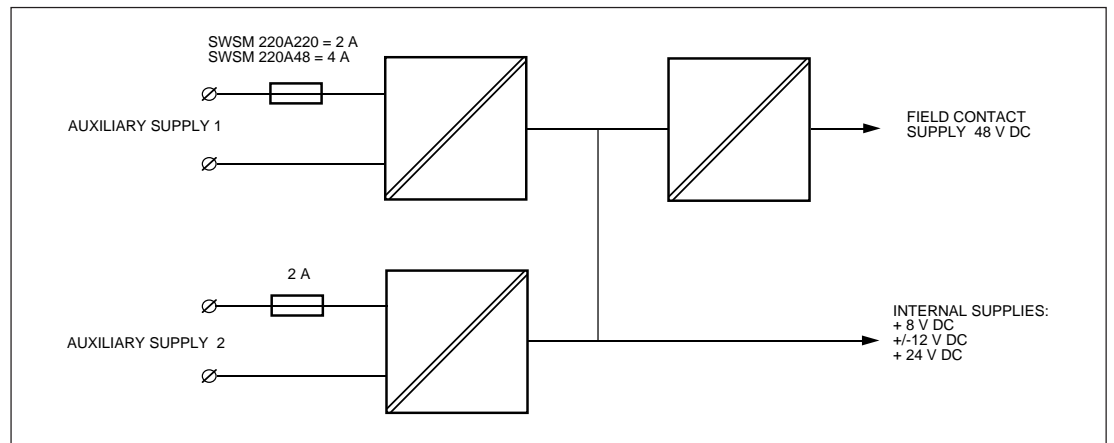 SWSM 220A220 = 2 A
SWSM 220A48 = 4 A
AUXILIARY SUPPLY 1
FIELD CONTACT
SUPPLY 48 V DC
2 A
AUXILIARY SUPPLY 2
INTERNAL SUPPLIES:
+ 8 V DC
+/-12 V DC
+ 24 V DC